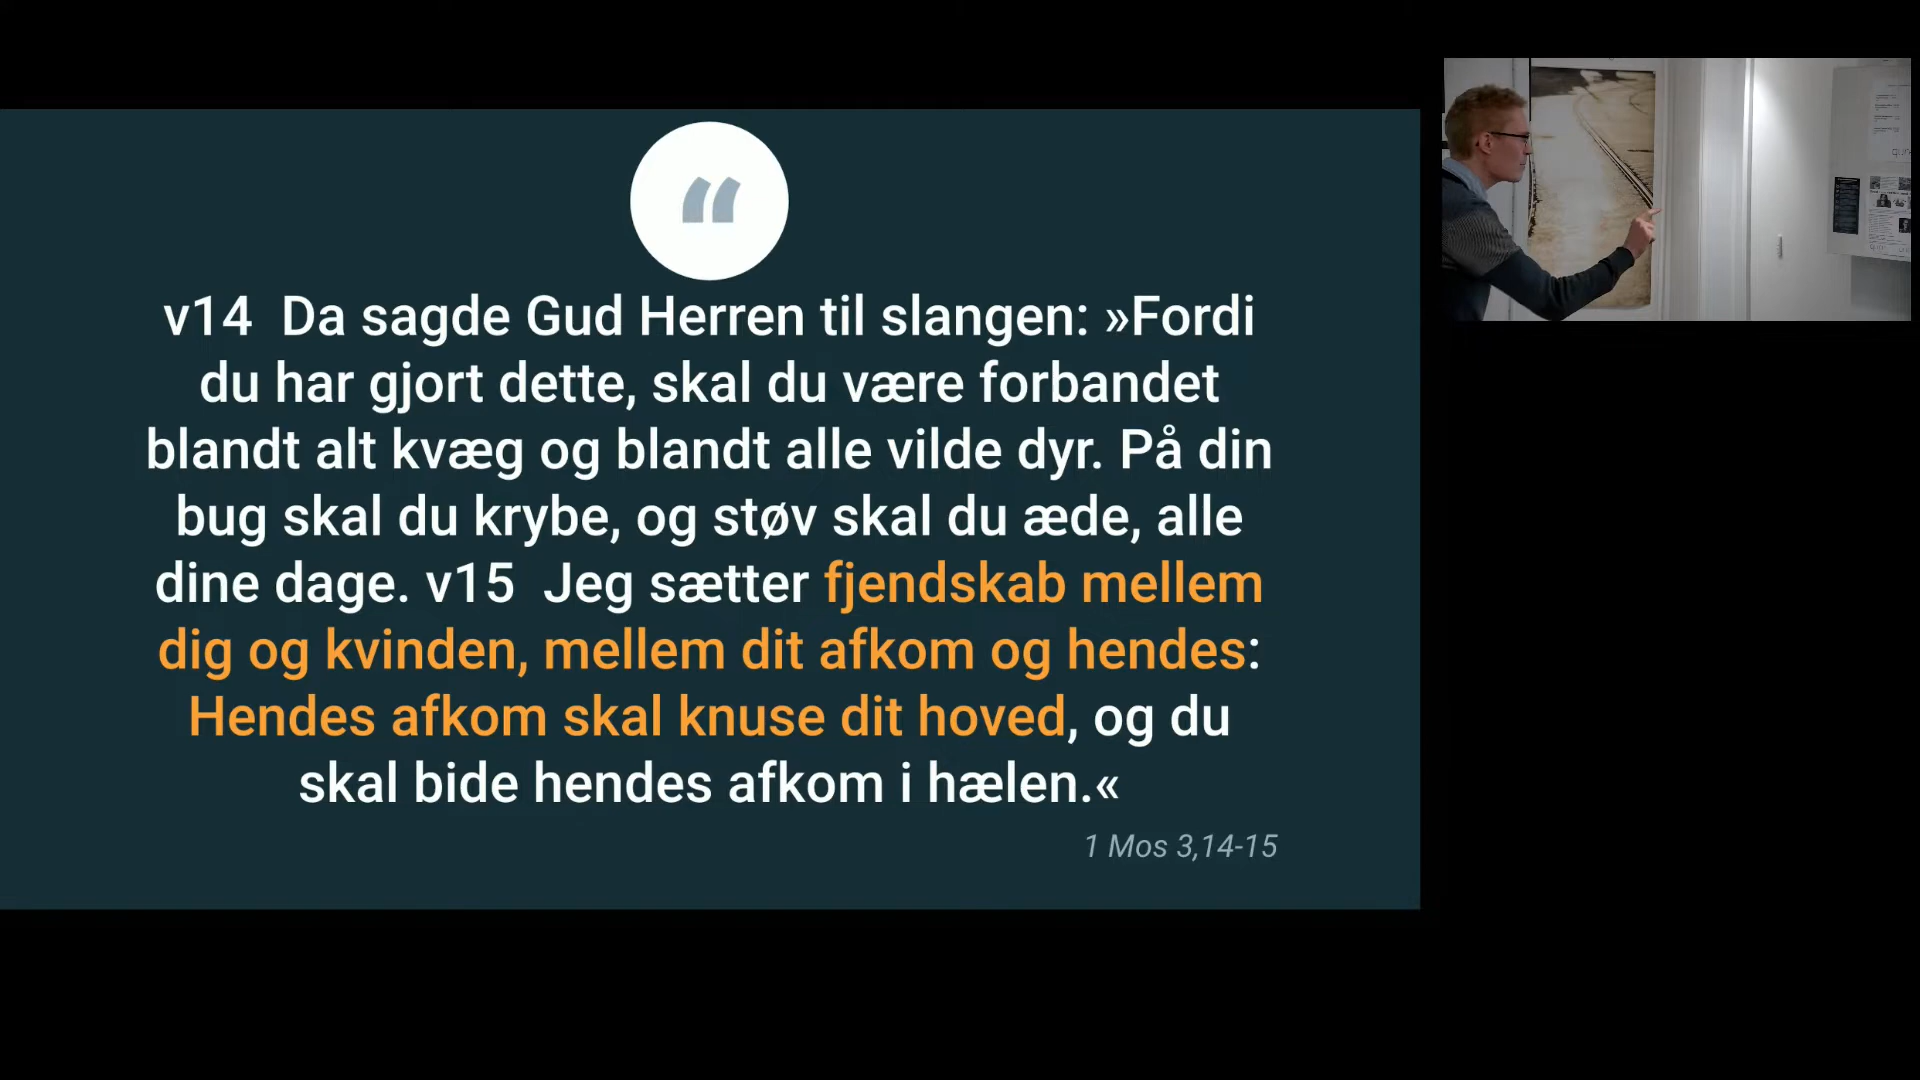 “
v14  Da sagde Gud Herren til slangen: »Fordi
du har gjort dette, skal du være forbandet
blandt alt kvæg og blandt alle vilde dyr. På din
bug skal du krybe, og støv skal du æde, alle
dine dage. v15  Jeg sætter fjendskab mellem
dig og kvinden, mellem dit afkom og hendes:
Hendes afkom skal knuse dit hoved, og du
skal bide hendes afkom i hælen.«
1 Mos 3,14-15